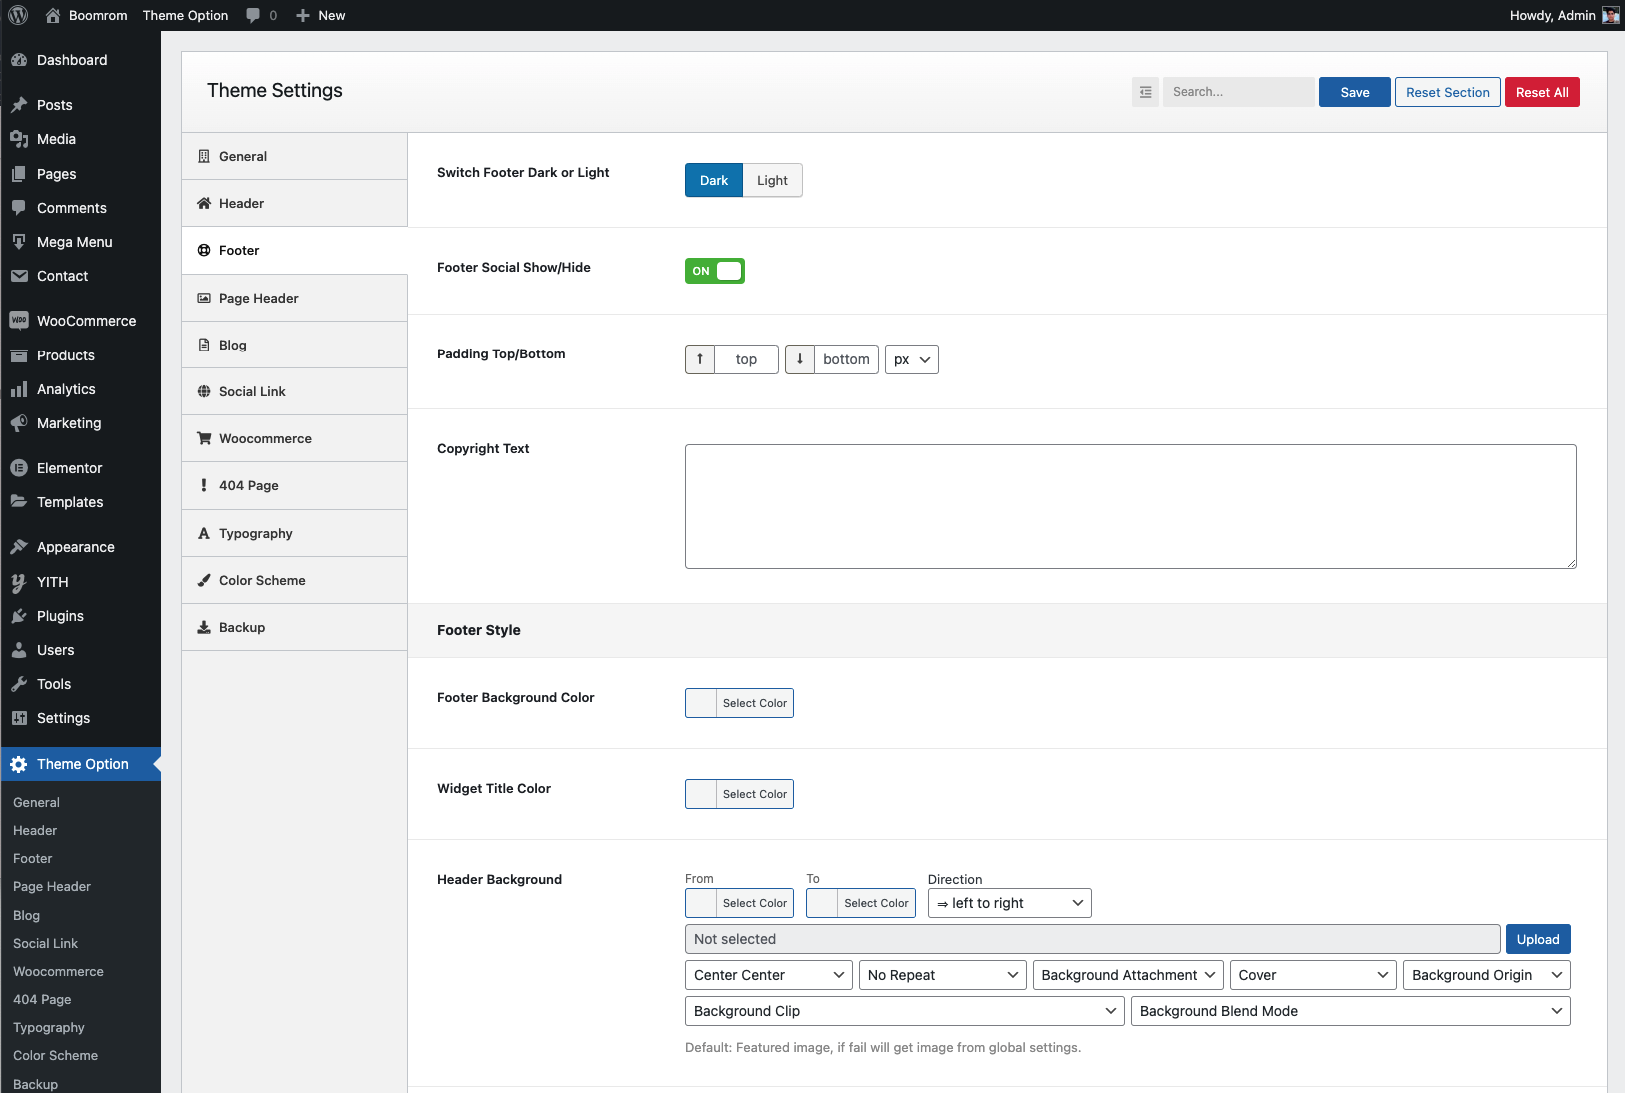 Boomrom Theme Option 0 New Howdy, Admin
Dashboard
Posts
Media
Pages
Comments
Mega Menu
Contact
WooCommerce
Products
Analytics
Marketing
Elementor
Templates
Appearance
YITH
Plugins
Users
Tools
Settings
Theme Option
General
Header
Footer
Page Header
Blog
Social Link
Woocommerce
404 Page
Typography
Color Scheme
Backup
Theme Settings
Search...
Save
Reset Section
Reset All
General
Header
Footer
Page Header
Blog
Social Link
Woocommerce
404 Page
Typography
Color Scheme
Backup
Switch Footer Dark or Light
Dark Light
Footer Social Show/Hide
ON
Padding Top/Bottom
top bottom px
Copyright Text
Footer Style
Footer Background Color
Select Color
Widget Title Color
Select Color
Header Background
From To Direction
Select Color Select Color ⇒ left to right
Not selected Upload
Center Center No Repeat Background Attachment Cover Background Origin
Background Clip Background Blend Mode
Default: Featured image, if fail will get image from global settings.